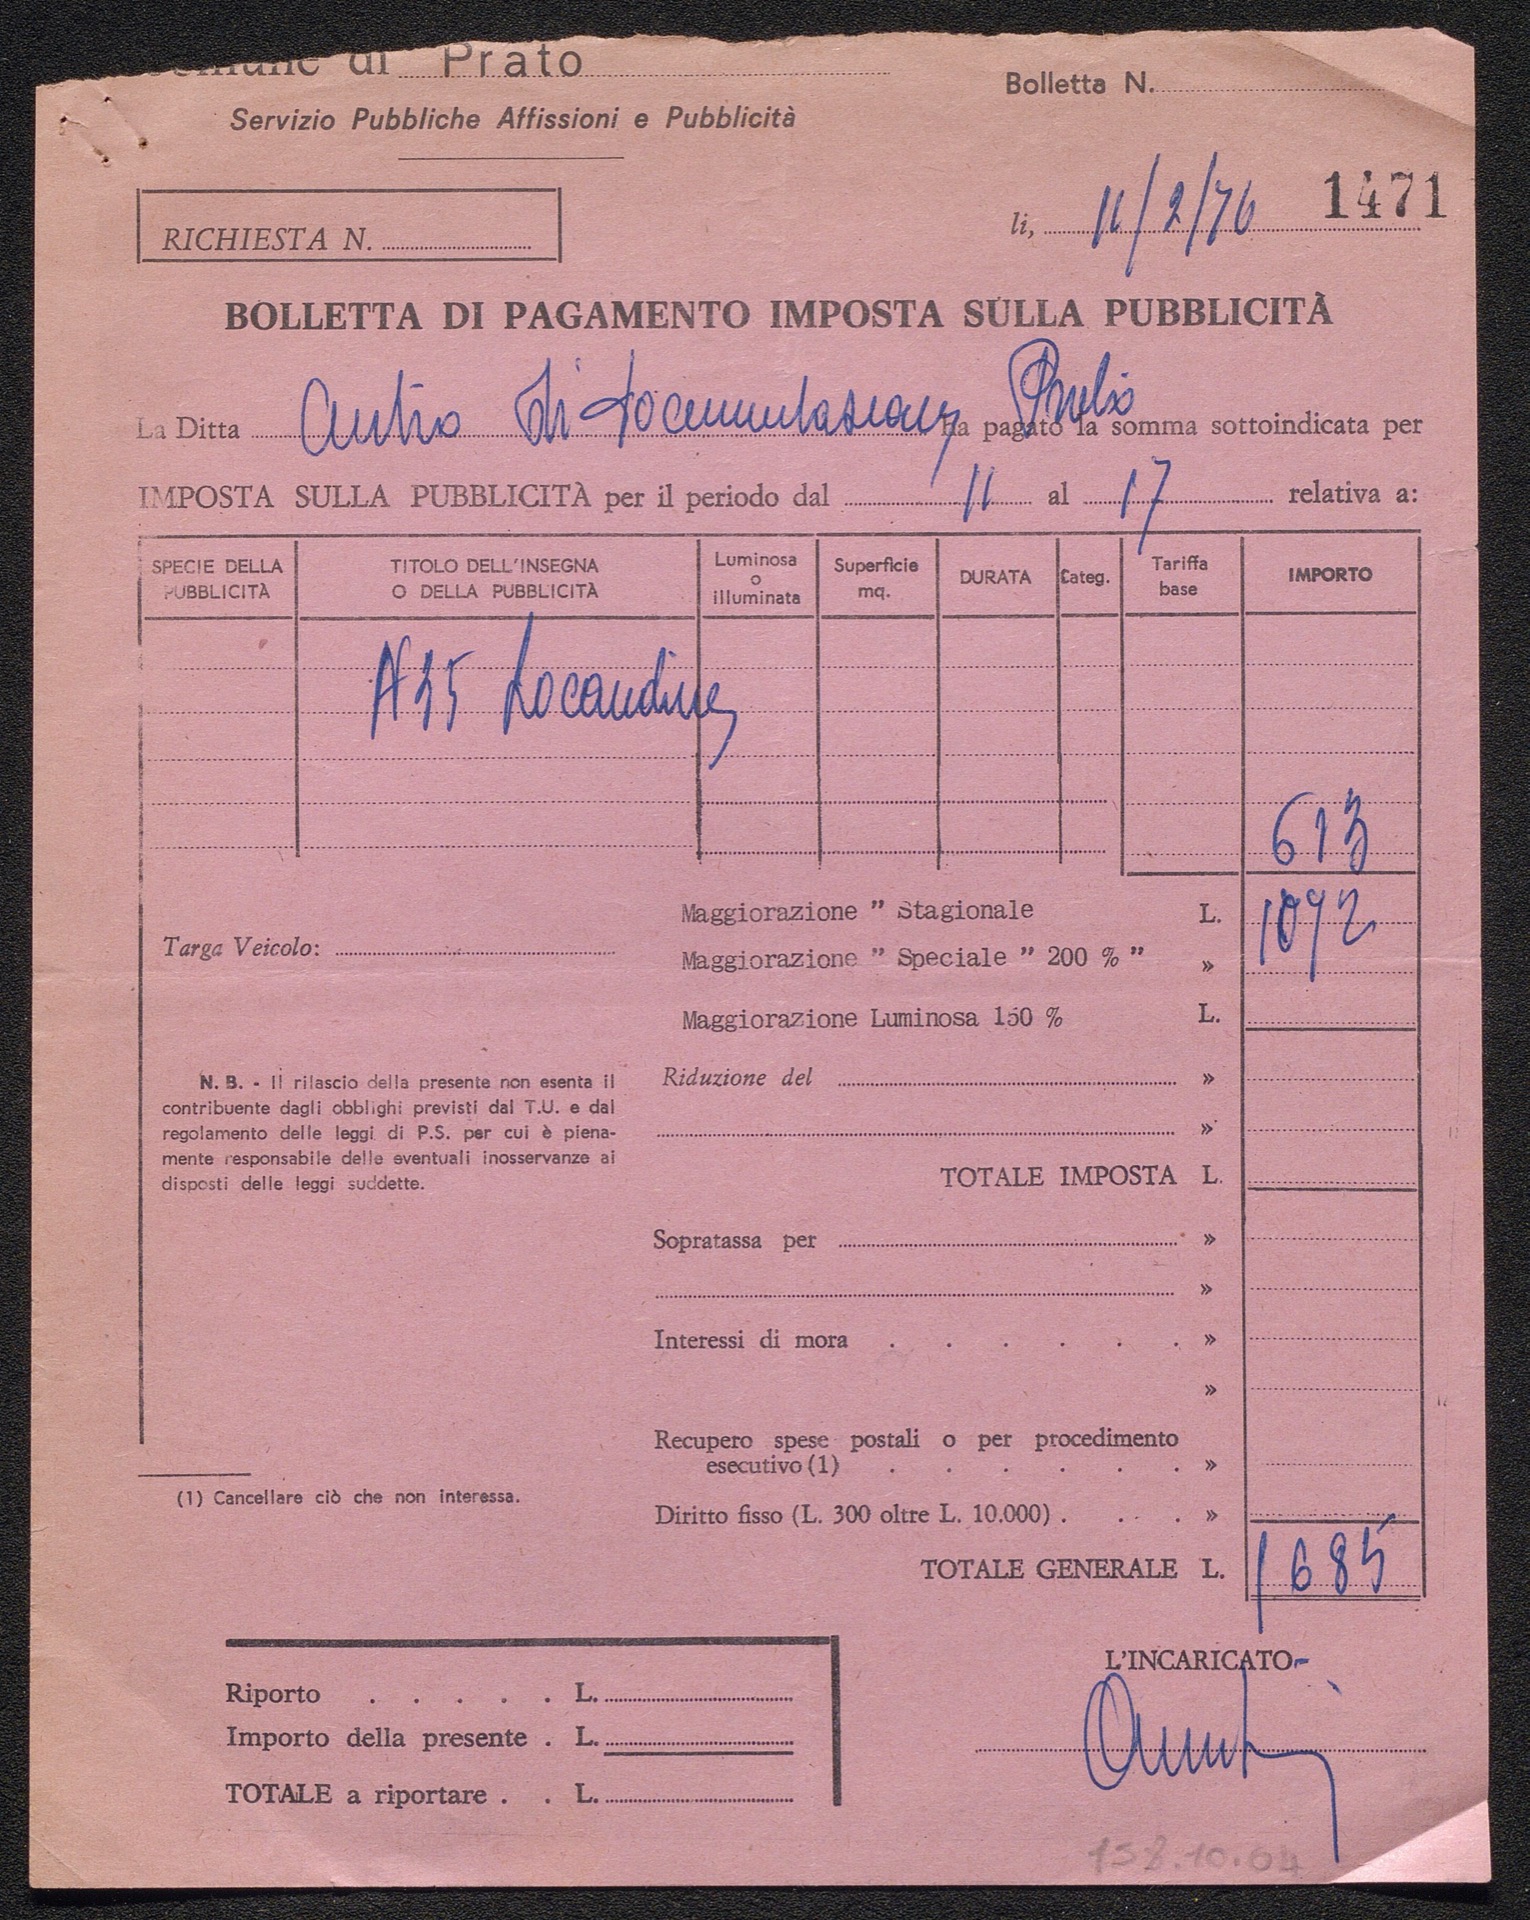 Comune di Prato
Bolletta N.
Servizio Pubbliche Affissioni e Pubblicità
RICHIESTA N.
li, 11/2/76 1471
BOLLETTA DI PAGAMENTO IMPOSTA SULLA PUBBLICITÀ
La Ditta di documentazione ha pagato la somma sottoindicata per
IMPOSTA SULLA PUBBLICITÀ per il periodo dal 11 al 17 relativa a:
SPECIE DELLA PUBBLICITÀ
TITOLO DELL'INSEGNA O DELLA PUBBLICITÀ
Luminosa o illuminata
Superficie mq.
DURATA
Categ.
Tariffa base
IMPORTO
Locandine
613
Maggiorazione " Stagionale L. 1072
Targa Veicolo:
Maggiorazione " Speciale " 200 % " »
Maggiorazione Luminosa 150 % L.
N. B. - Il rilascio della presente non esenta il
contribuente dagli obblighi previsti dal T.U. e dal
regolamento delle leggi di P.S. per cui è piena-
mente responsabile delle eventuali inosservanze ai
disposti delle leggi suddette.
Riduzione del »
»
TOTALE IMPOSTA L.
Sopratassa per »
»
Interessi di mora . . . . . »
»
Recupero spese postali o per procedimento
esecutivo (1) . . . . . . »
(1) Cancellare ciò che non interessa.
Diritto fisso (L. 300 oltre L. 10.000) . . . . »
TOTALE GENERALE L. 1685
L'INCARICATO
Riporto . . . . . . L.
Importo della presente . L.
TOTALE a riportare . . L.
158.10.04